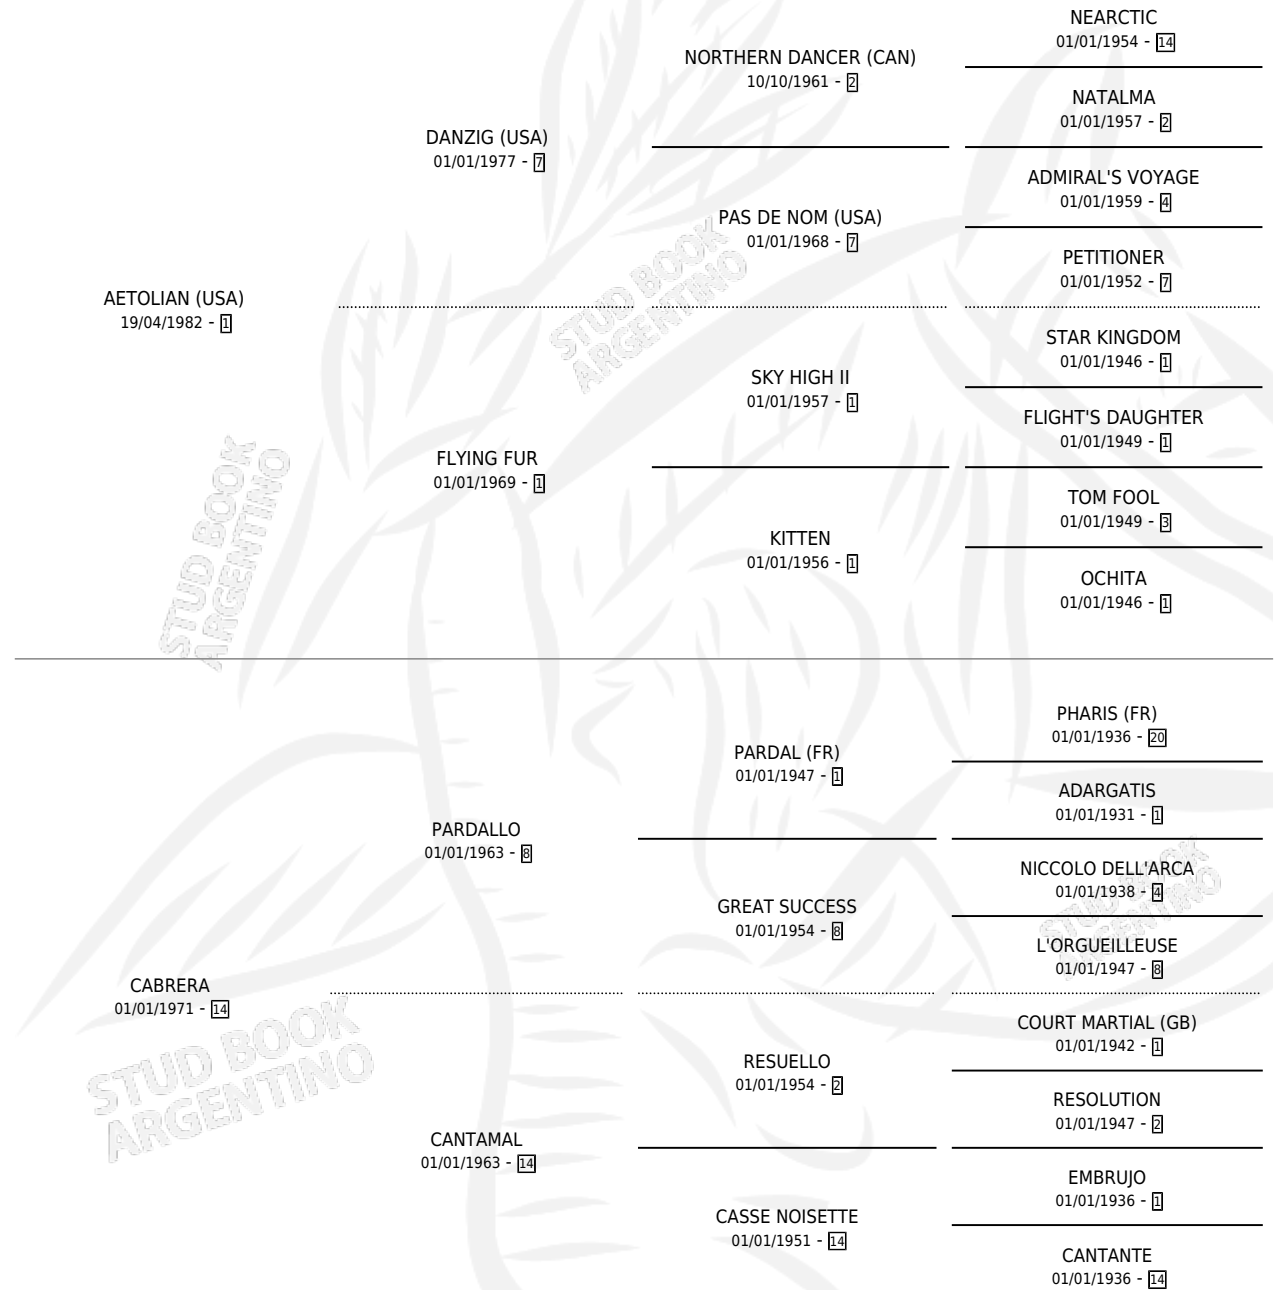 NEARCTIC
01/01/1954 - 14
NORTHERN DANCER (CAN)
10/10/1961 - 2
NATALMA
01/01/1957 - 2
DANZIG (USA)
01/01/1977 - 7
ADMIRAL'S VOYAGE
01/01/1959 - 4
PAS DE NOM (USA)
01/01/1968 - 7
PETITIONER
01/01/1952 - 7
AETOLIAN (USA)
19/04/1982 - 1
STUD BOOK
ARGENTINO
STAR KINGDOM
01/01/1946 - 1
SKY HIGH II
01/01/1957 - 1
FLIGHT'S DAUGHTER
01/01/1949 - 1
FLYING FUR
01/01/1969 - 1
TOM FOOL
01/01/1949 - 3
KITTEN
01/01/1956 - 1
OCHITA
01/01/1946 - 1
STUD BOOK
ARGENTINO
PHARIS (FR)
01/01/1936 - 20
PARDAL (FR)
01/01/1947 - 1
ADARGATIS
01/01/1931 - 1
PARDALLO
01/01/1963 - 8
NICCOLO DELL'ARCA
01/01/1938 - 4
GREAT SUCCESS
01/01/1954 - 8
L'ORGUEILLEUSE
01/01/1947 - 8
STUD BOOK
ARGENTINO
CABRERA
01/01/1971 - 14
COURT MARTIAL (GB)
01/01/1942 - 1
RESUELLO
01/01/1954 - 2
RESOLUTION
01/01/1947 - 2
STUD BOOK
ARGENTINO
CANTAMAL
01/01/1963 - 14
EMBRUJO
01/01/1936 - 1
CASSE NOISETTE
01/01/1951 - 14
CANTANTE
01/01/1936 - 14